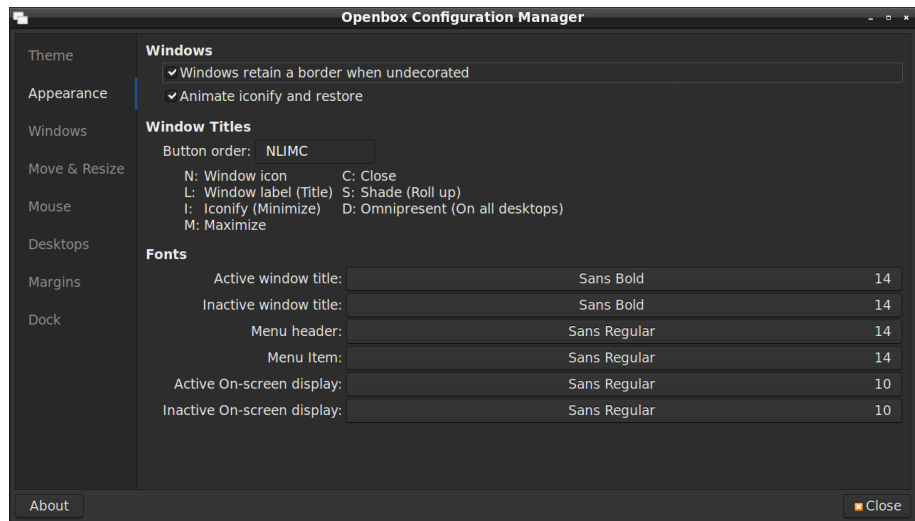 Openbox Configuration Manager
Theme
Appearance
Windows
Move & Resize
Mouse
Desktops
Margins
Dock
Windows
Windows retain a border when undecorated
Animate iconify and restore
Window Titles
Button order: NLIMC
N: Window icon C: Close
L: Window label (Title) S: Shade (Roll up)
I: Iconify (Minimize) D: Omnipresent (On all desktops)
M: Maximize
Fonts
Active window title: Sans Bold 14
Inactive window title: Sans Bold 14
Menu header: Sans Regular 14
Menu Item: Sans Regular 14
Active On-screen display: Sans Regular 10
Inactive On-screen display: Sans Regular 10
About Close